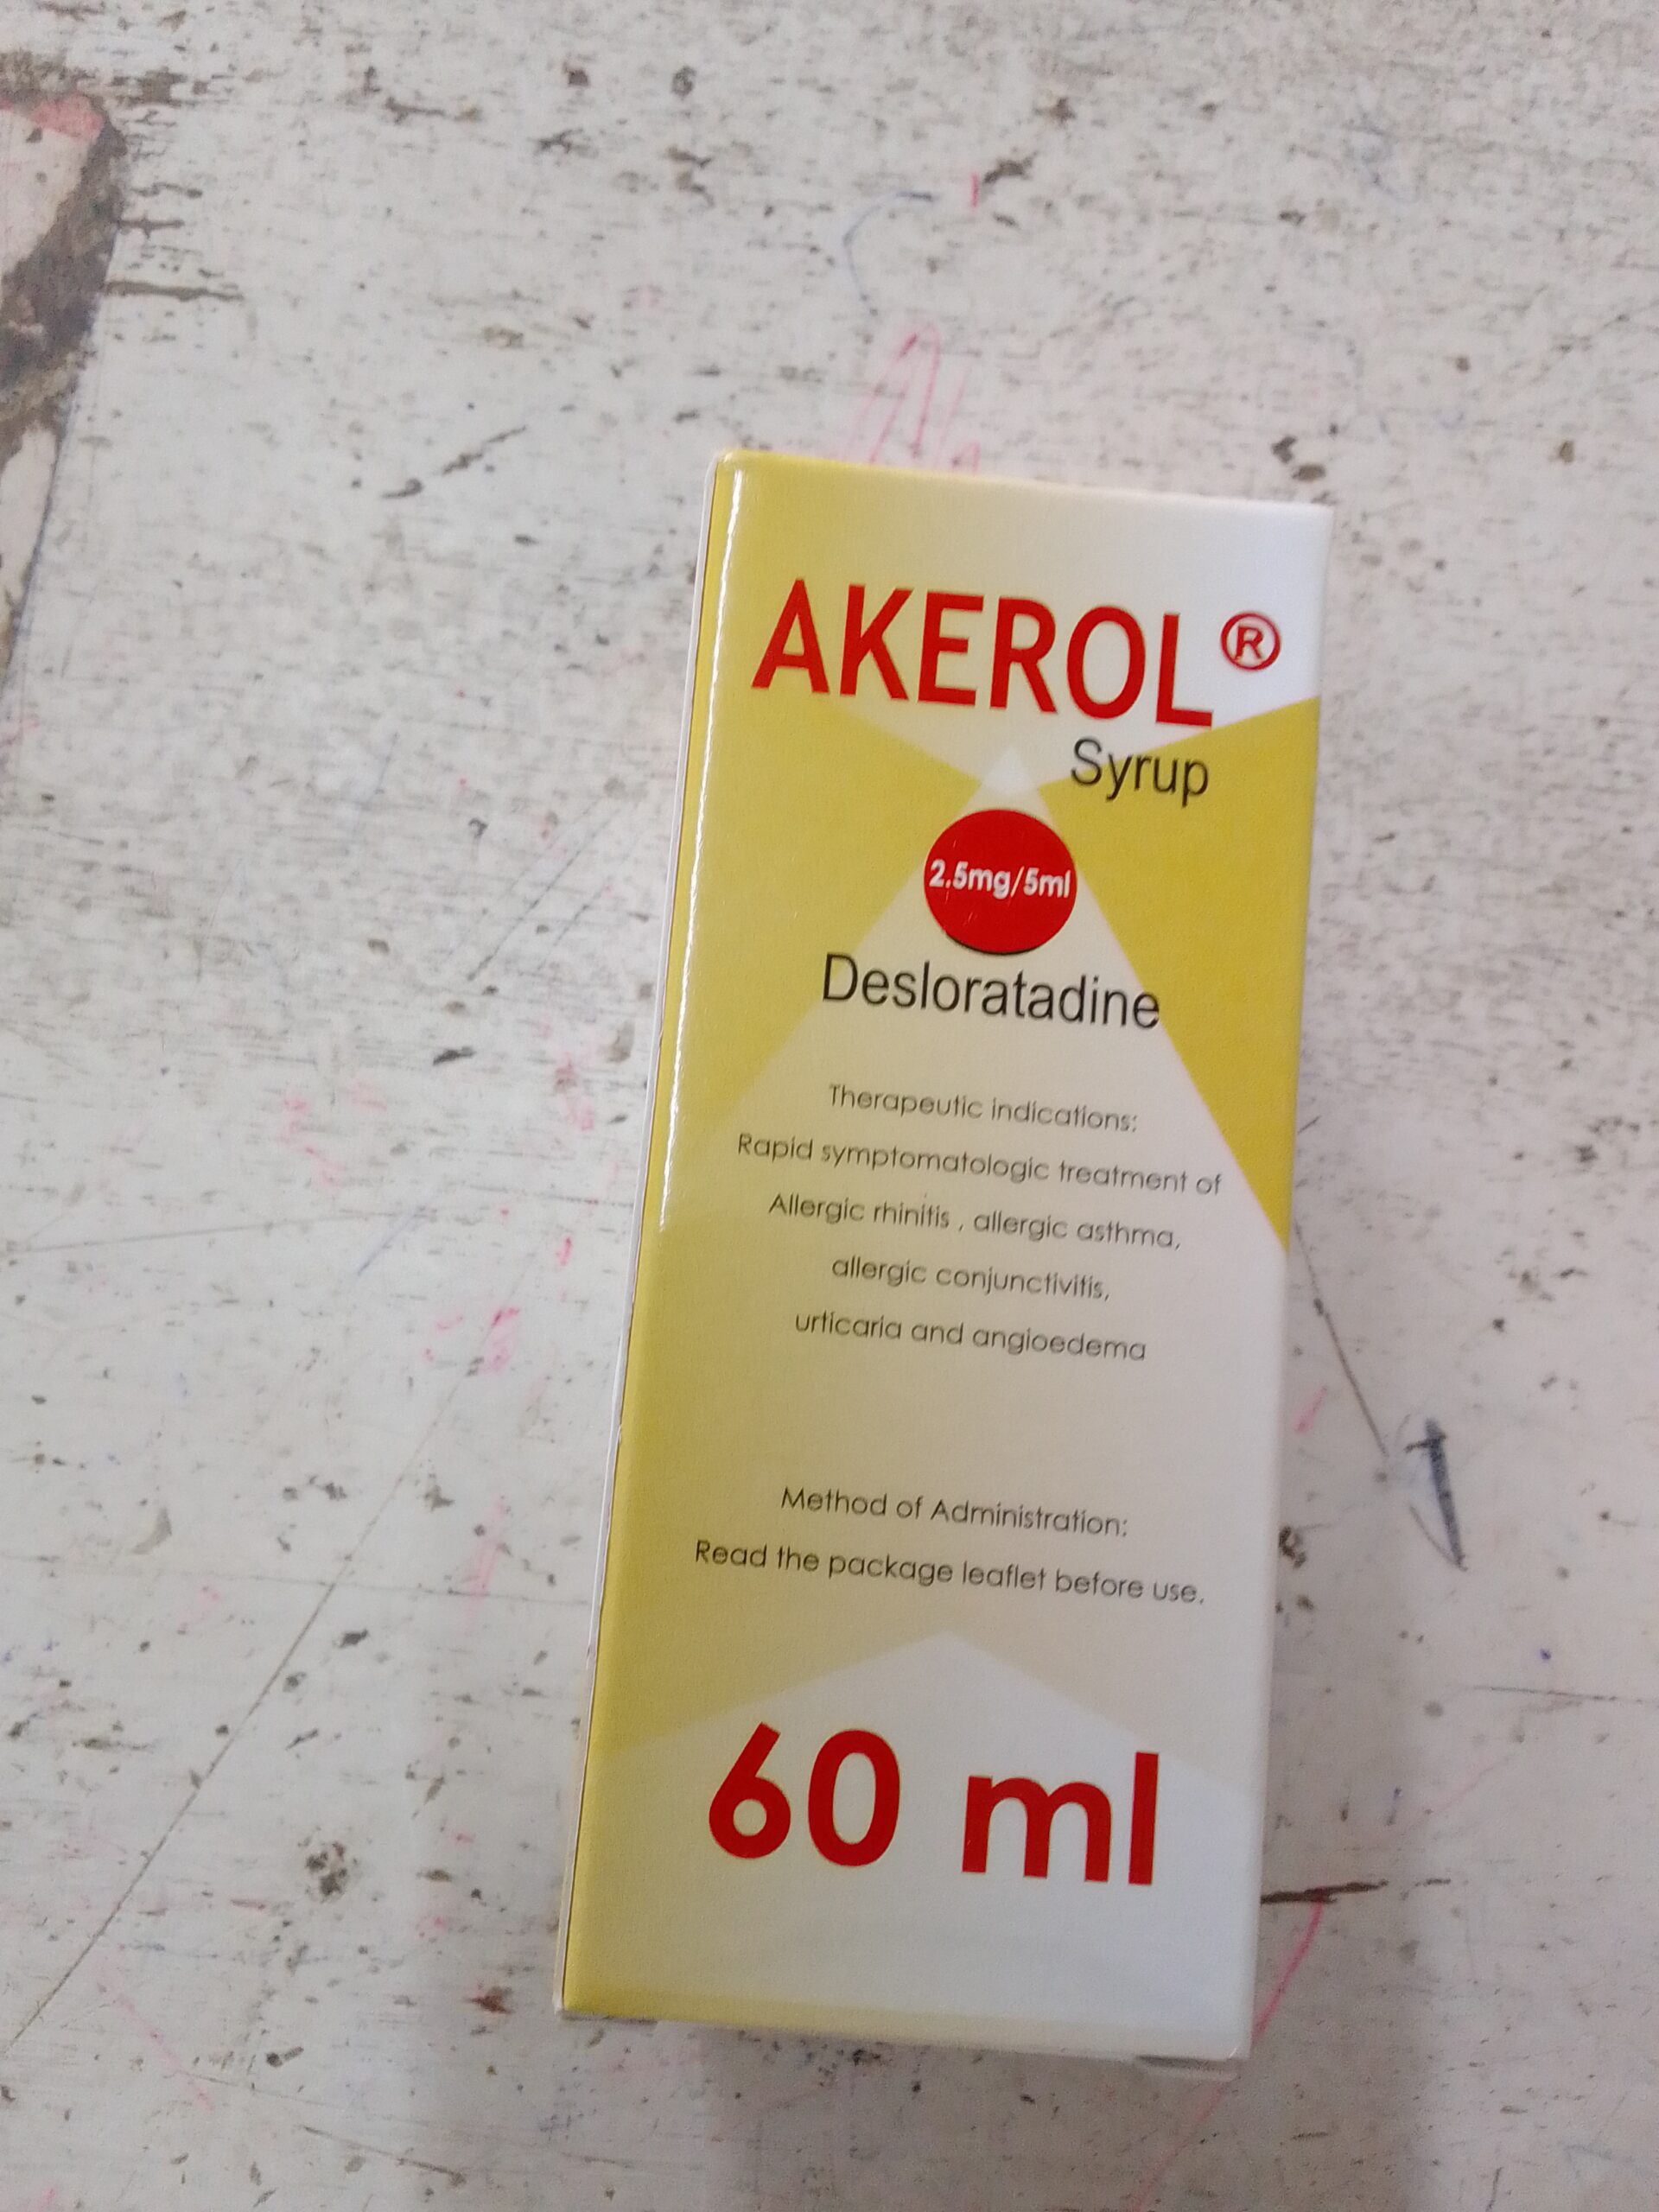 AKEROL®
Syrup
2.5mg/5ml
Desloratadine
Therapeutic indications:
Rapid symptomatologic treatment of
Allergic rhinitis , allergic asthma,
allergic conjunctivitis,
urticaria and angioedema
Method of Administration:
Read the package leaflet before use.
60 ml